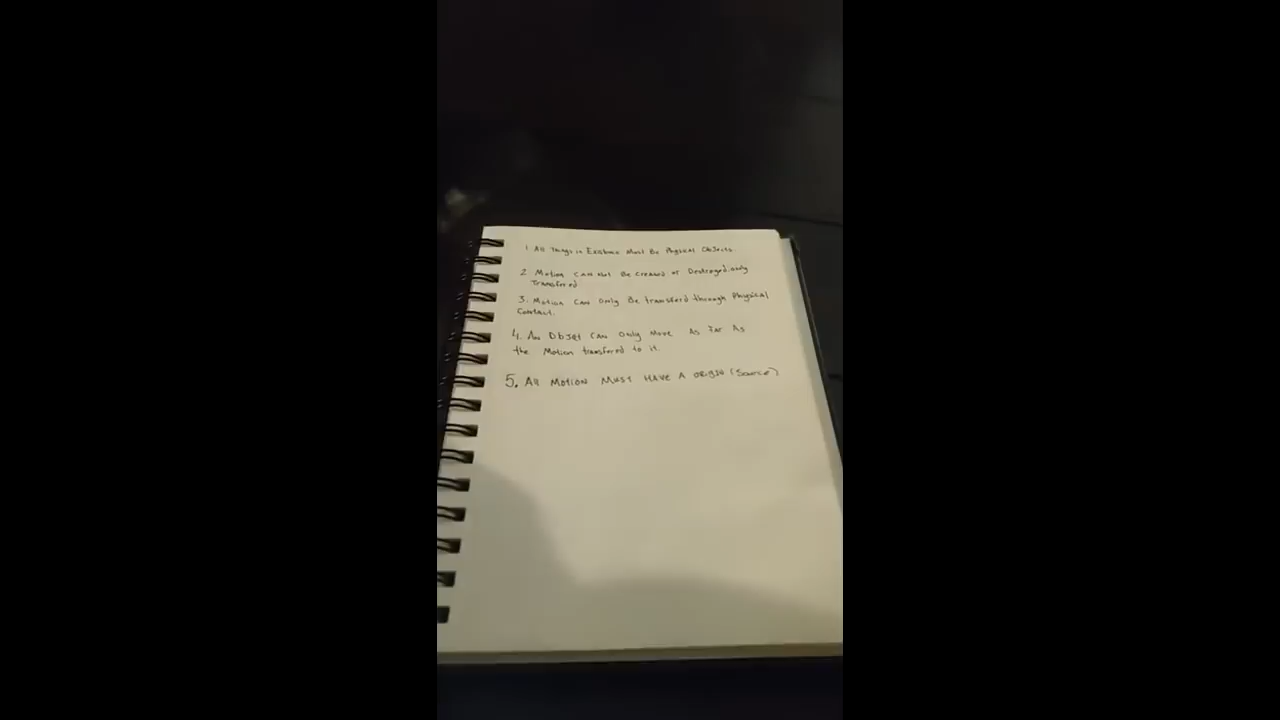 1 All Things in Existence Must Be Physical Objects.
2 Motion CAN not Be Created or Destroyed, only
Transferred
3. Motion CAN Only Be transferd through Physical
Contact.
4. An Object CAN Only Move As Far As
the Motion transfered to it.
5. All MOTION MUST HAVE A ORIGIN (Source)